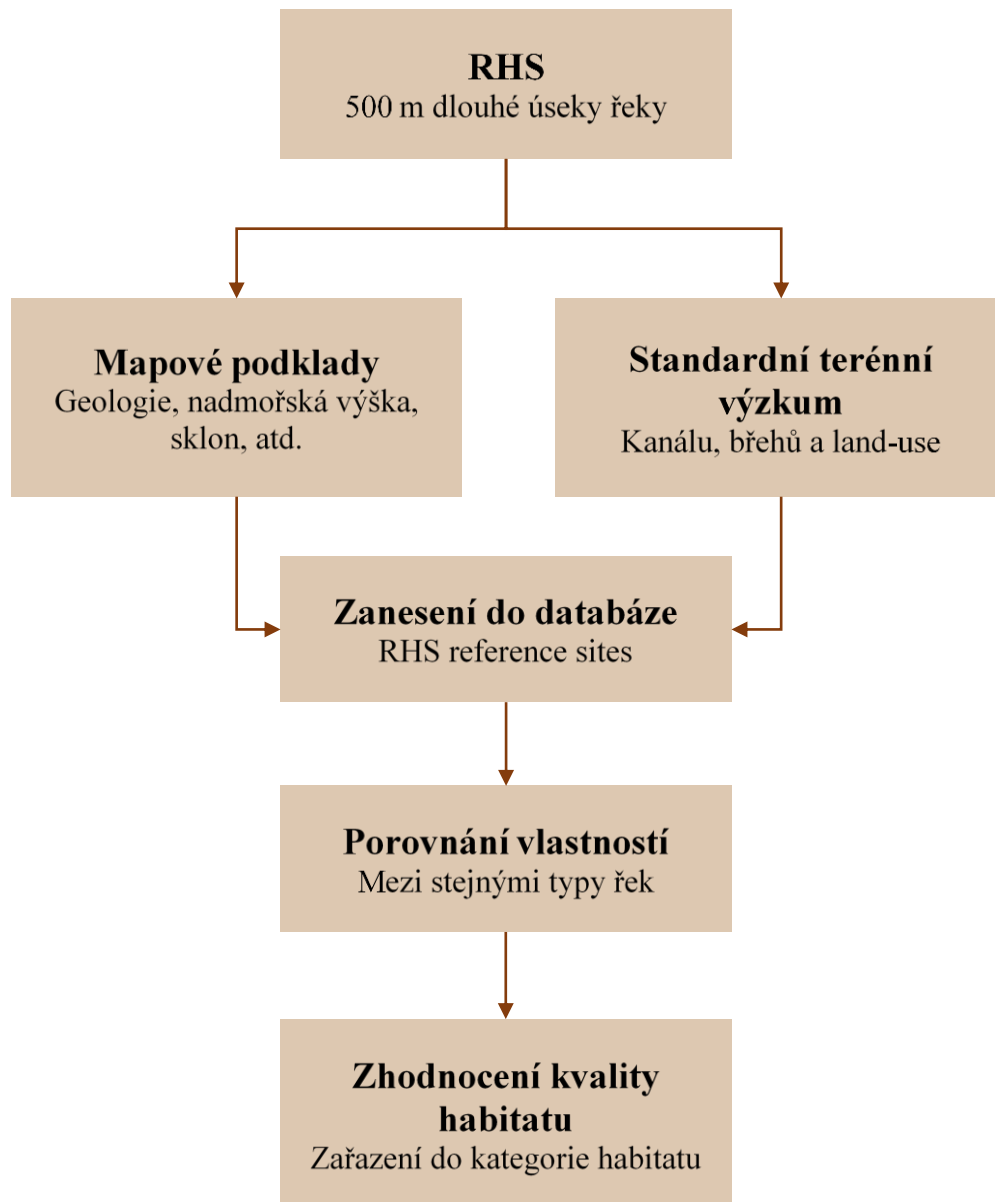 RHS
500 m dlouhé úseky řeky
Mapové podklady
Geologie, nadmořská výška,
sklon, atd.
Standardní terénní
výzkum
Kanálu, břehů a land-use
Zanesení do databáze
RHS reference sites
Porovnání vlastností
Mezi stejnými typy řek
Zhodnocení kvality
habitatu
Zařazení do kategorie habitatu